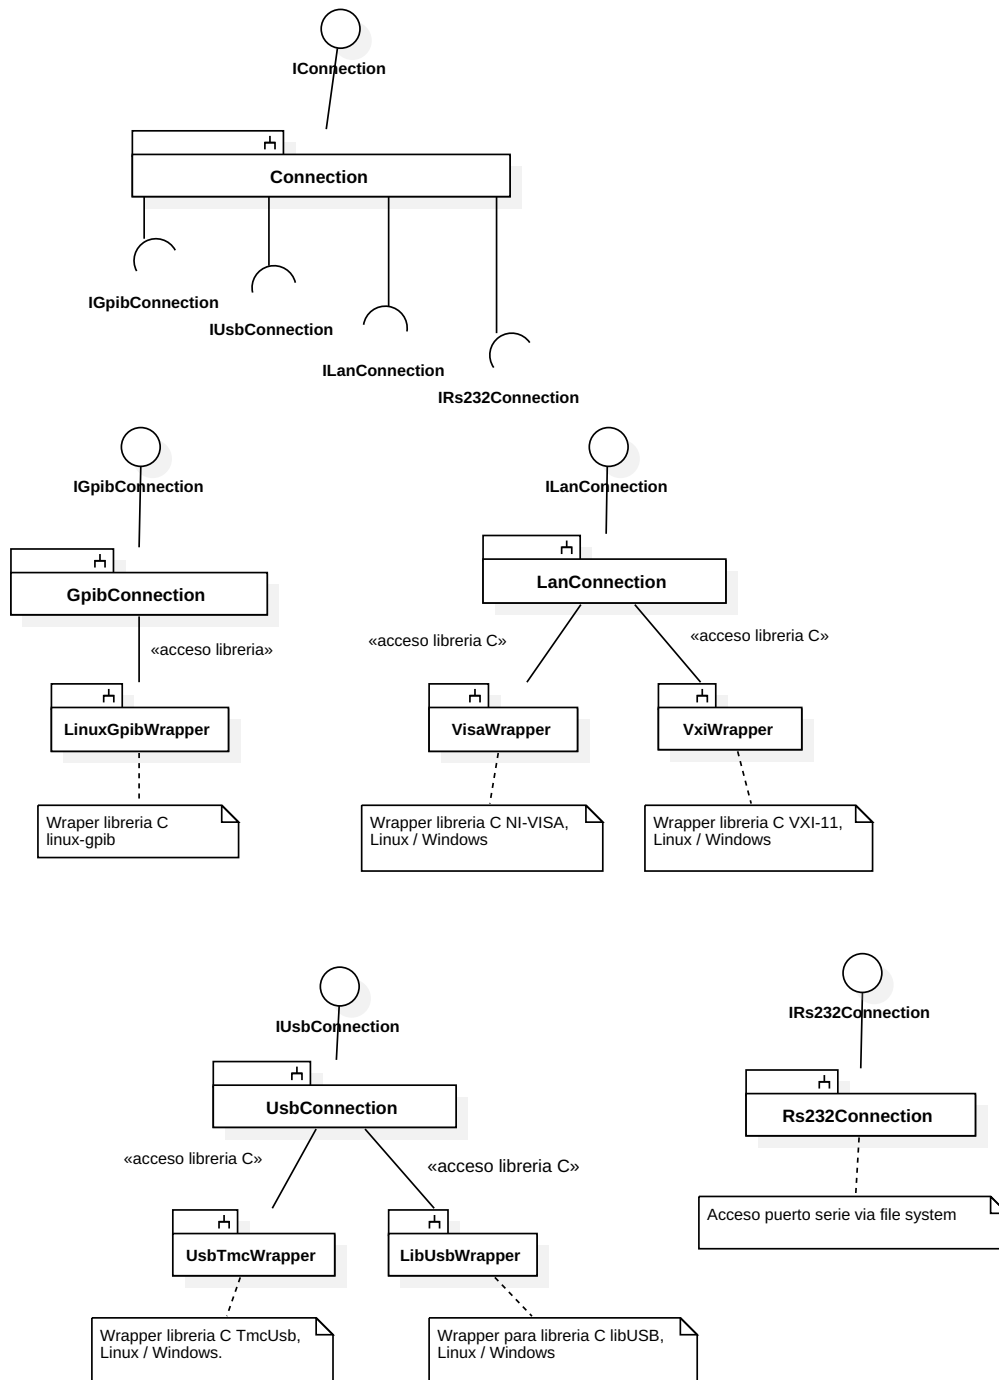 IConnection
Connection
IGpibConnection
IUsbConnection
ILanConnection
IRs232Connection
IGpibConnection
ILanConnection
GpibConnection
LanConnection
«acceso libreria»
«acceso libreria C»
«acceso libreria C»
LinuxGpibWrapper
VisaWrapper
VxiWrapper
Wraper libreria C
linux-gpib
Wrapper libreria C NI-VISA,
Linux / Windows
Wrapper libreria C VXI-11,
Linux / Windows
IUsbConnection
IRs232Connection
UsbConnection
Rs232Connection
«acceso libreria C»
«acceso libreria C»
Acceso puerto serie via file system
UsbTmcWrapper
LibUsbWrapper
Wrapper libreria C TmcUsb,
Linux / Windows.
Wrapper para libreria C libUSB,
Linux / Windows